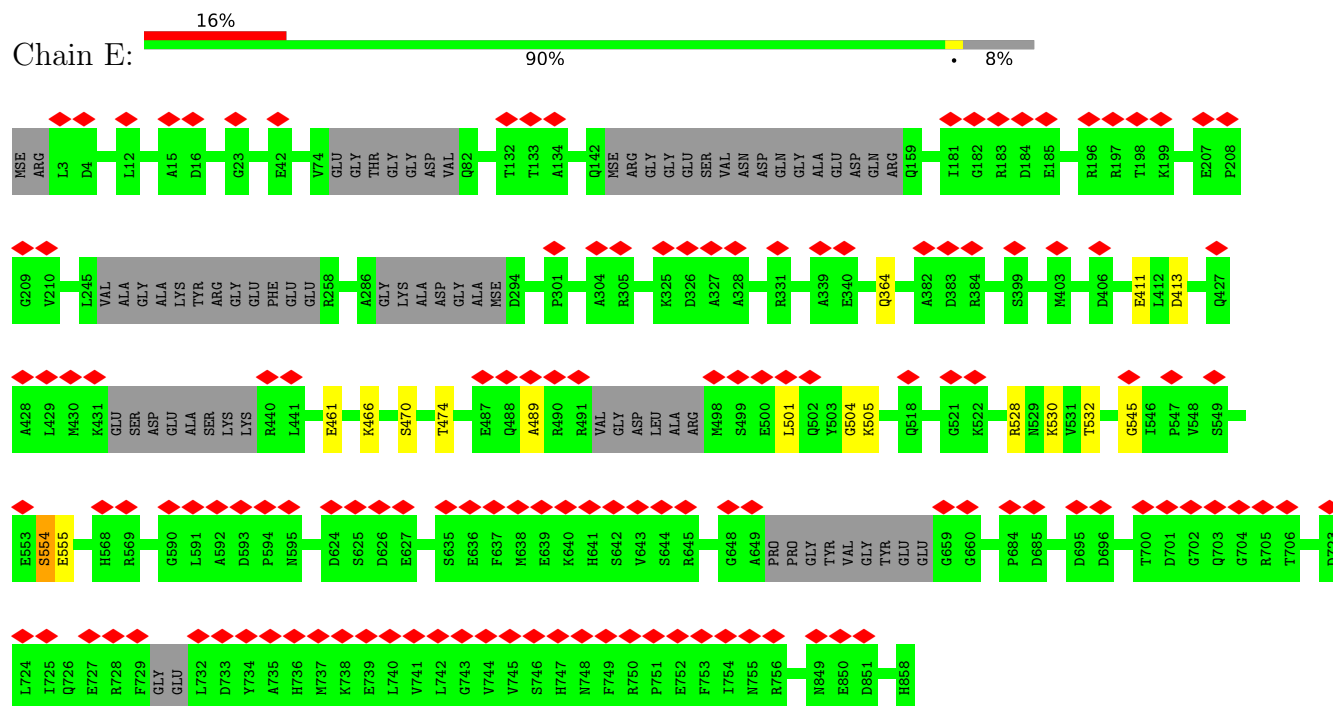 16%
Chain E:
90% • 8%
MSE ARG L3 D4 L12 A15 D16 G23 E42 V74 GLU GLY THR GLY GLY ASP VAL Q82 T132 T133 A134 Q142 MSE ARG GLY GLY GLU SER VAL ASN ASP GLN GLY ALA GLU ASP GLN ARG Q159 I181 G182 R183 D184 E185 R196 R197 T198 K199 E207 P208
G209 V210 L245 VAL ALA GLY ALA LYS TYR ARG GLY GLU PHE GLU GLU R258 A286 GLY LYS ALA ASP GLY ALA MSE D294 P301 A304 R305 K325 D326 A327 A328 R331 A339 E340 Q364 A382 D383 R384 S399 M403 D406 E411 L412 D413 Q427
A428 L429 M430 K431 GLU SER ASP GLU ALA SER LYS LYS R440 L441 E461 K466 S470 T474 E487 Q488 A489 R490 R491 VAL GLY ASP LEU ALA ARG M498 S499 E500 L501 Q502 Y503 G504 K505 Q518 G521 K522 R528 N529 K530 V531 T532 G545 I546 P547 V548 S549
E553 S554 E555 H568 R569 G590 L591 A592 D593 P594 N595 D624 S625 D626 E627 S635 E636 F637 M638 E639 K640 H641 S642 V643 S644 R645 G648 A649 PRO PRO GLY TYR VAL GLY TYR GLU GLU G659 G660 P684 D685 D695 D696 T700 D701 G702 Q703 G704 R705 T706
L724 I725 Q726 E727 R728 F729 GLY GLU L732 D733 Y734 A735 H736 M737 K738 E739 L740 V741 L742 G743 V744 V745 S746 H747 N748 F749 R750 P751 E752 F753 I754 N755 R756 N849 E850 D851 H858